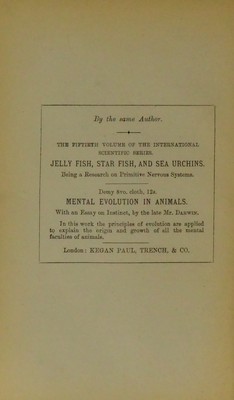 By the same Author.
THE FIFTIETH VOLUME OF THE INTERNATIONAL
SCIENTIFIC SERIES.
JELLY FISH, STAR FISH, AND SEA URCHINS.
Being a Research on Primitive Nervous Systems.
Demy 8vo. cloth, 12s.
MENTAL EVOLUTION IN ANIMALS.
With an Essay on Instinct, by the late MR. DARWIN.
In this work the principles of evolution are applied
to explain the origin and growth of all the mental
faculties of animals.
London: KEGAN PAUL, TRENCH, & CO.